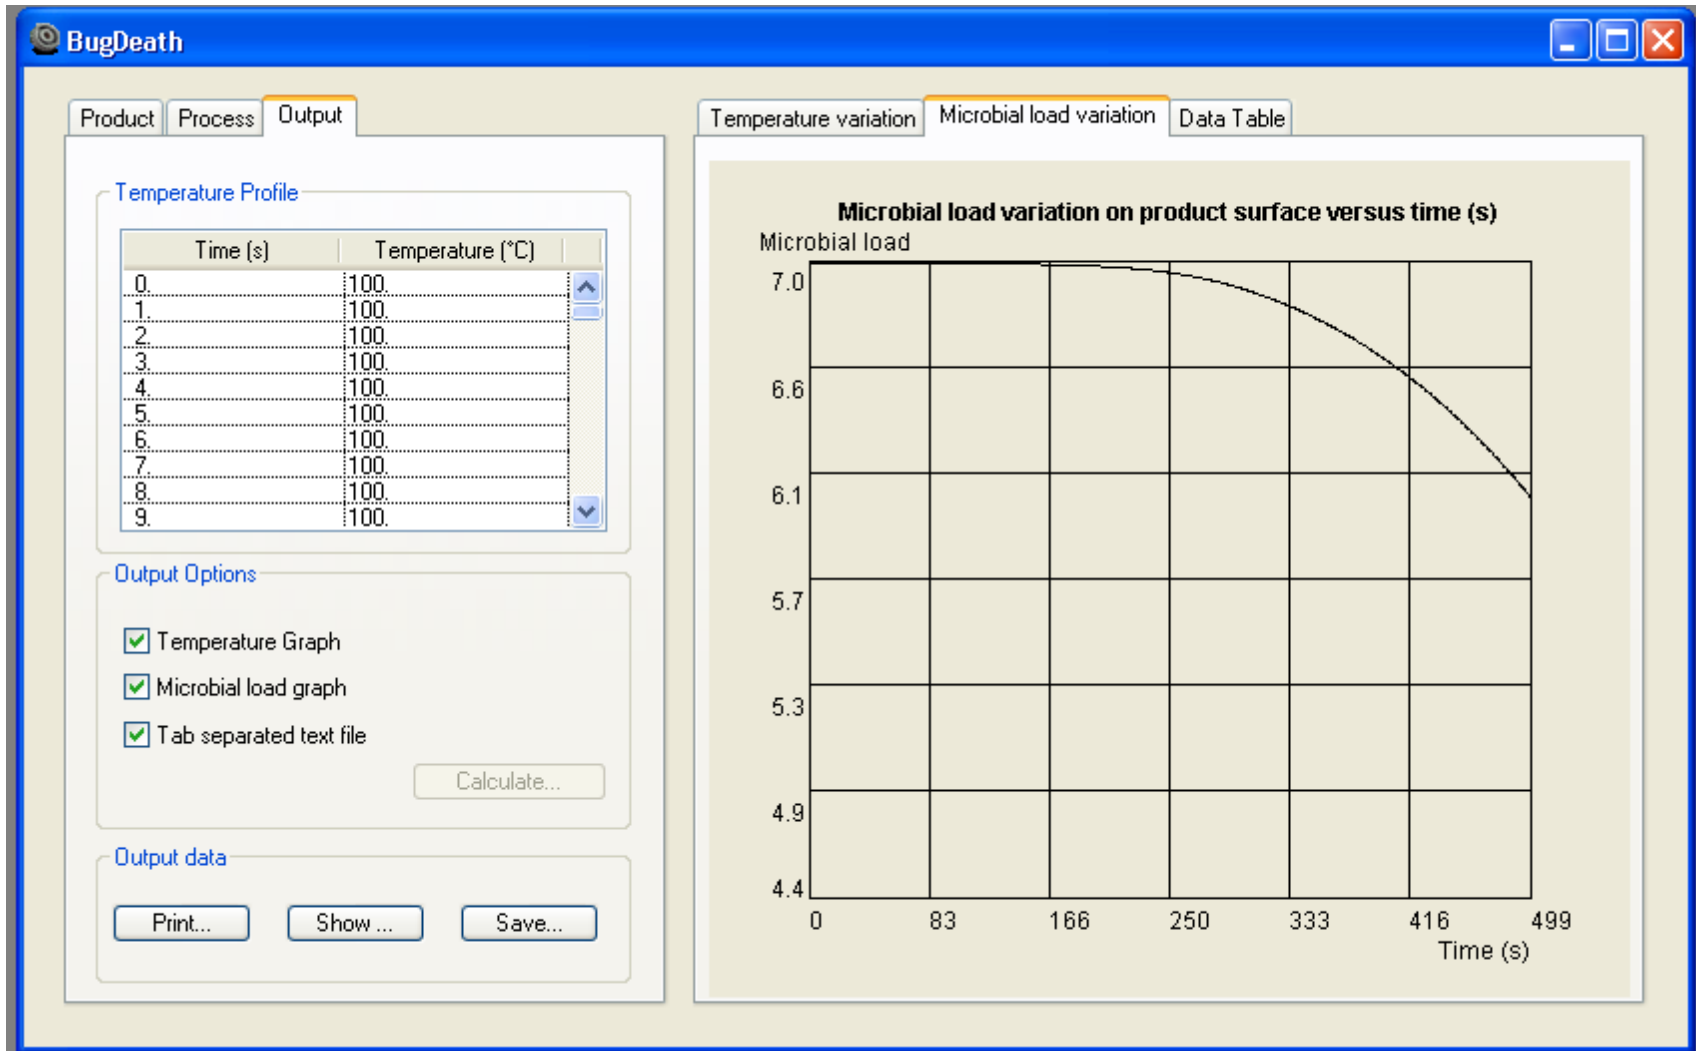 BugDeath
Product Process Output
Temperature Profile
Time (s) Temperature (°C)
0. 100.
1. 100.
2. 100.
3. 100.
4. 100.
5. 100.
6. 100.
7. 100.
8. 100.
9. 100.
Output Options
Temperature Graph
Microbial load graph
Tab separated text file
Calculate...
Output data
Print... Show ... Save...
Temperature variation Microbial load variation Data Table
Microbial load variation on product surface versus time (s)
Microbial load
7.0
6.6
6.1
5.7
5.3
4.9
4.4
0 83 166 250 333 416 499
Time (s)